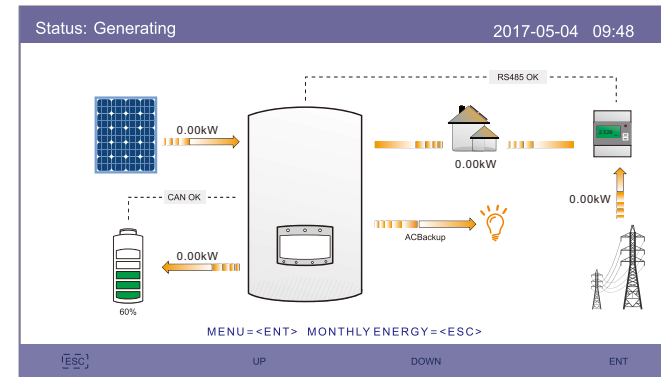 Status: Generating
2017-05-04 09:48
RS485 OK
0.00kW
0.00kW
CAN OK
0.00kW
0.00kW
ACBackup
60%
MENU=<ENT> MONTHLY ENERGY=<ESC>
ESC
UP
DOWN
ENT